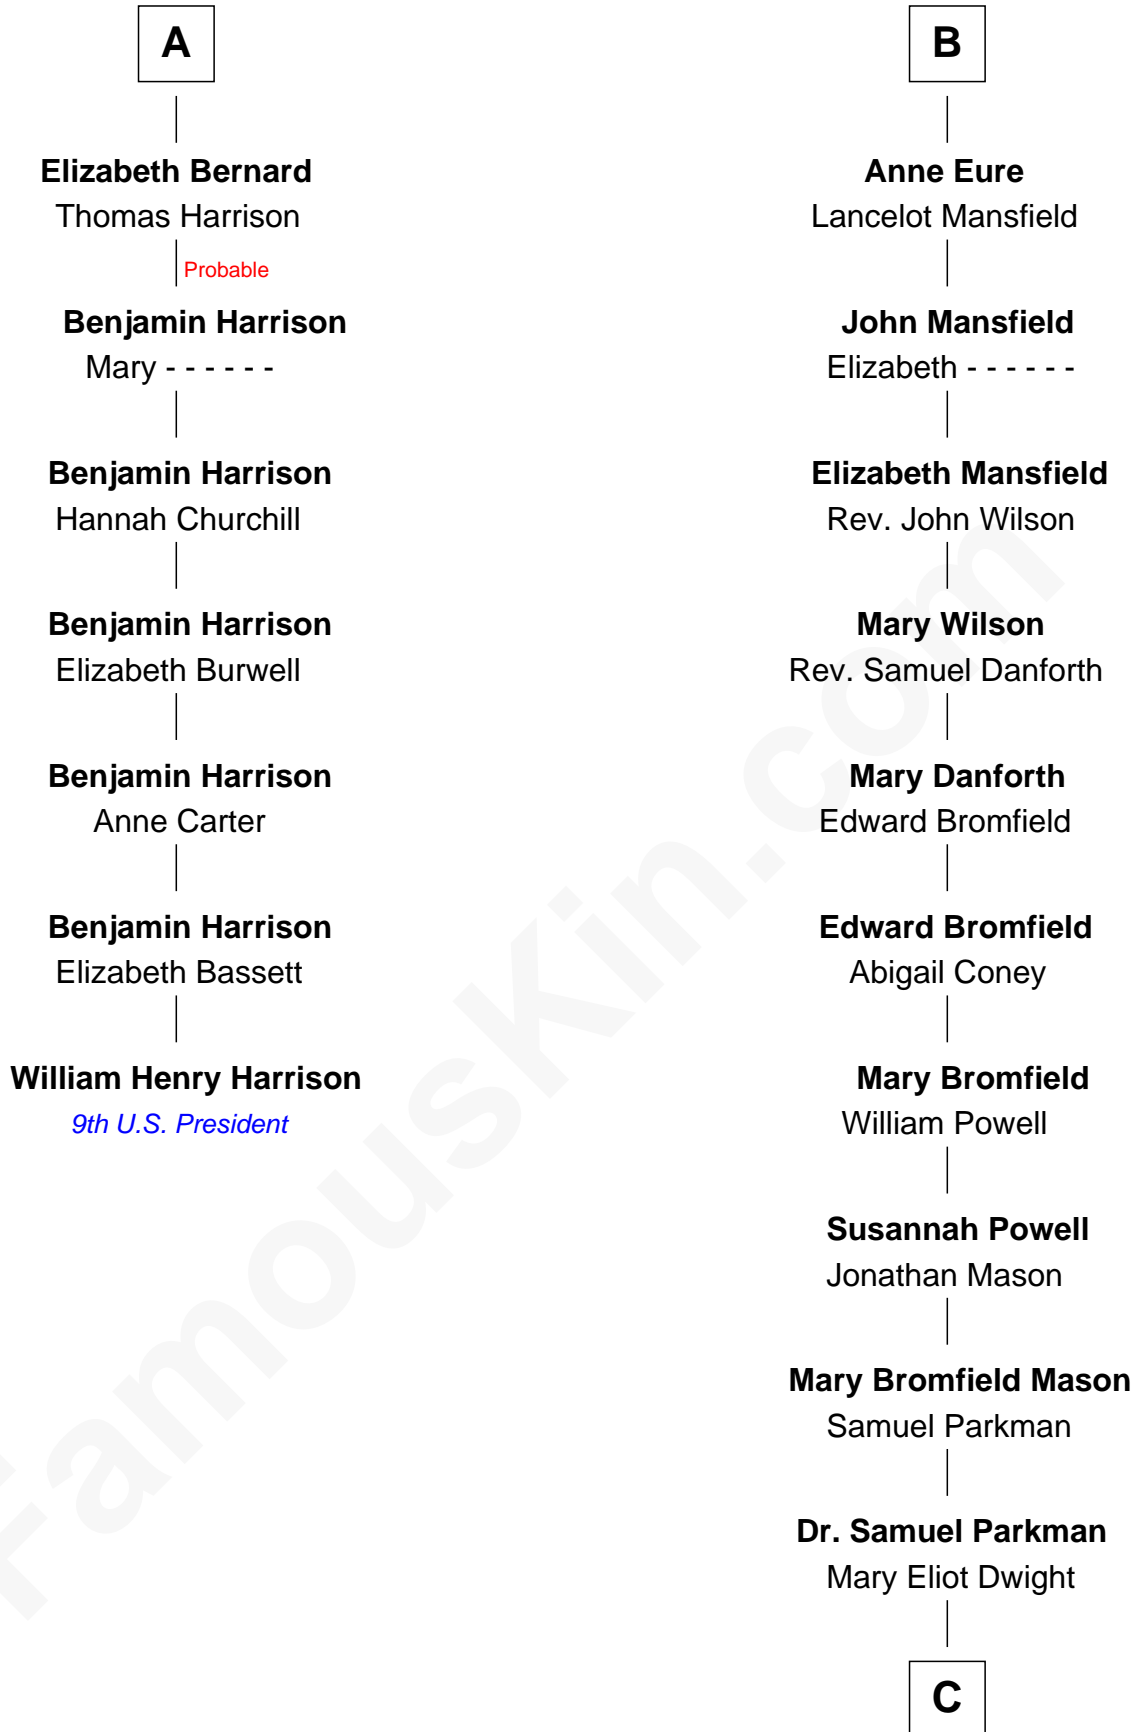 A
Elizabeth Bernard
Thomas Harrison
Probable
Benjamin Harrison
Mary - - - - - -
Benjamin Harrison
Hannah Churchill
Benjamin Harrison
Elizabeth Burwell
Benjamin Harrison
Anne Carter
Benjamin Harrison
Elizabeth Bassett
William Henry Harrison
9th U.S. President
B
Anne Eure
Lancelot Mansfield
John Mansfield
Elizabeth - - - - - -
Elizabeth Mansfield
Rev. John Wilson
Mary Wilson
Rev. Samuel Danforth
Mary Danforth
Edward Bromfield
Edward Bromfield
Abigail Coney
Mary Bromfield
William Powell
Susannah Powell
Jonathan Mason
Mary Bromfield Mason
Samuel Parkman
Dr. Samuel Parkman
Mary Eliot Dwight
C
FamousKin.com